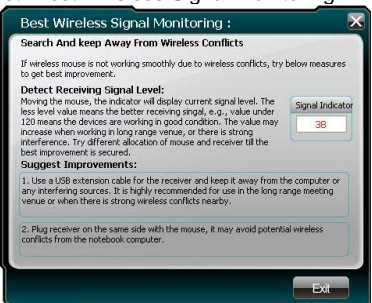 Best Wireless Signal Monitoring :
Search And keep Away From Wireless Conflicts
If wireless mouse is not working smoothly due to wireless conflicts, try below measures
to get best improvement.
Detect Receiving Signal Level:
Moving the mouse, the indicator will display current signal level. The
less level value means the better receiving singal, e.g., value under
120 means the devices are working in good condition. The value may
increase when working in long range venue, or there is strong
interference. Try different allocation of mouse and receiver till the
best improvement is secured.
Signal Indicator
38
Suggest Improvements:
1. Use a USB extension cable for the receiver and keep it away from the computer or
any interfering sources. It is highly recommended for use in the long range meeting
venue or when there is strong wireless conflicts nearby.
2. Plug receiver on the same side with the mouse, it may avoid potential wireless
conflicts from the notebook computer.
Exit